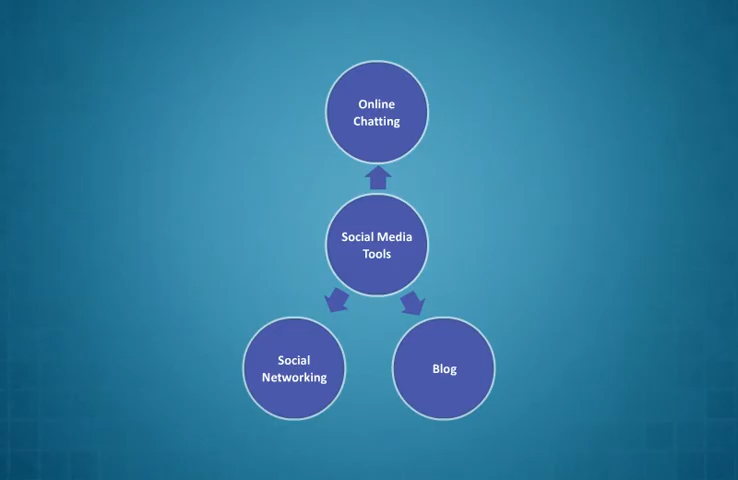 Online
Chatting
Social Media
Tools
Social
Networking
Blog